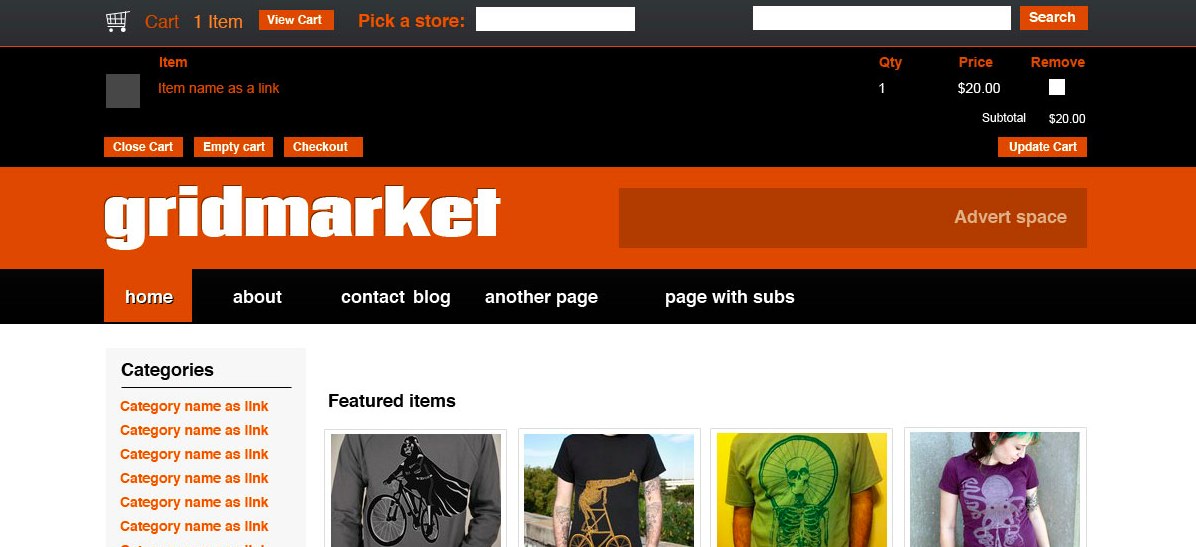 Cart 1 Item View Cart Pick a store: Search
Item Qty Price Remove
Item name as a link 1 $20.00
Subtotal $20.00
Close Cart Empty cart Checkout Update Cart
gridmarket
Advert space
home about contact blog another page page with subs
Categories
Featured items
Category name as link
Category name as link
Category name as link
Category name as link
Category name as link
Category name as link